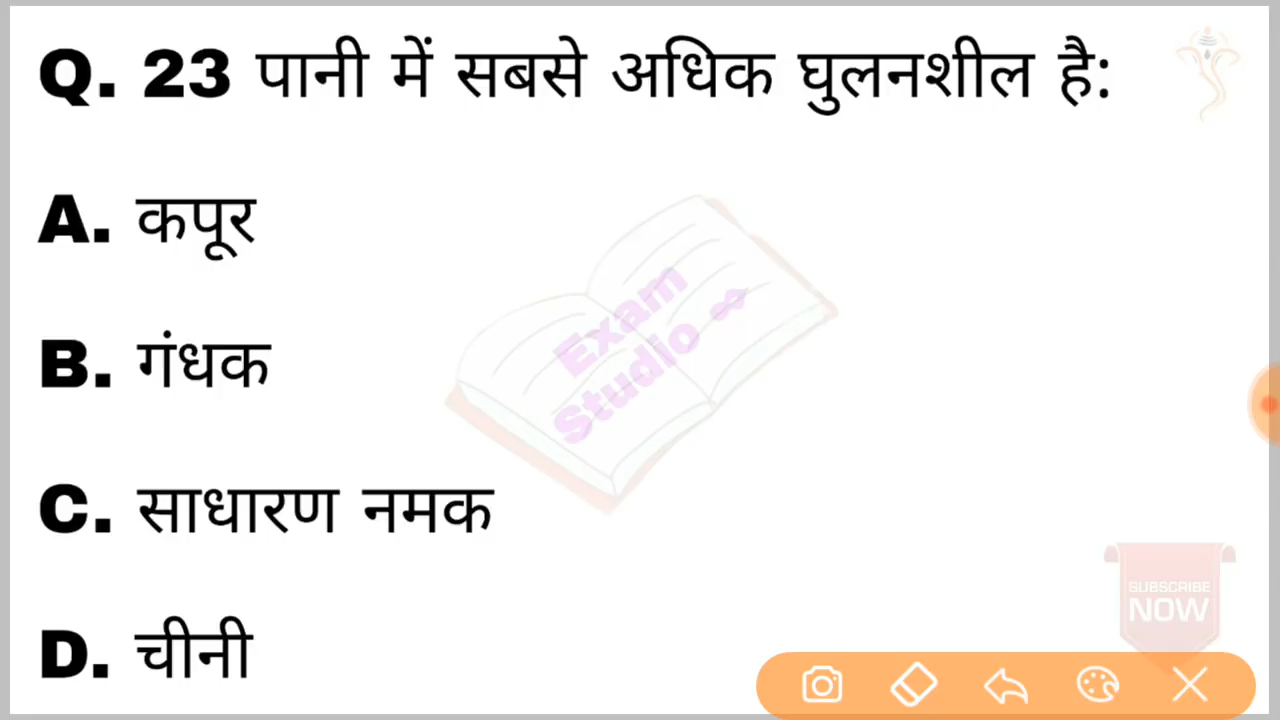 Q. 23 पानी में सबसे अधिक घुलनशील है:
A. कपूर
B. गंधक
Exam
Studio ∞
C. साधारण नमक
SUBSCRIBE
NOW
D. चीनी